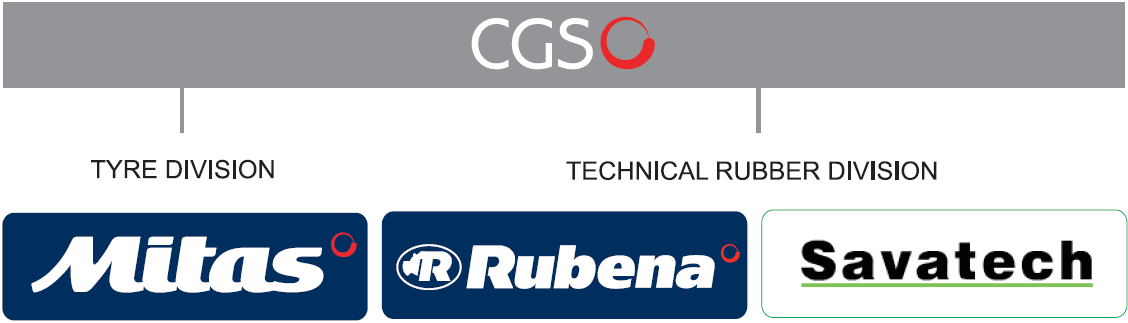 CGS
TYRE DIVISION
TECHNICAL RUBBER DIVISION
Mitas
R Rubena
Savatech